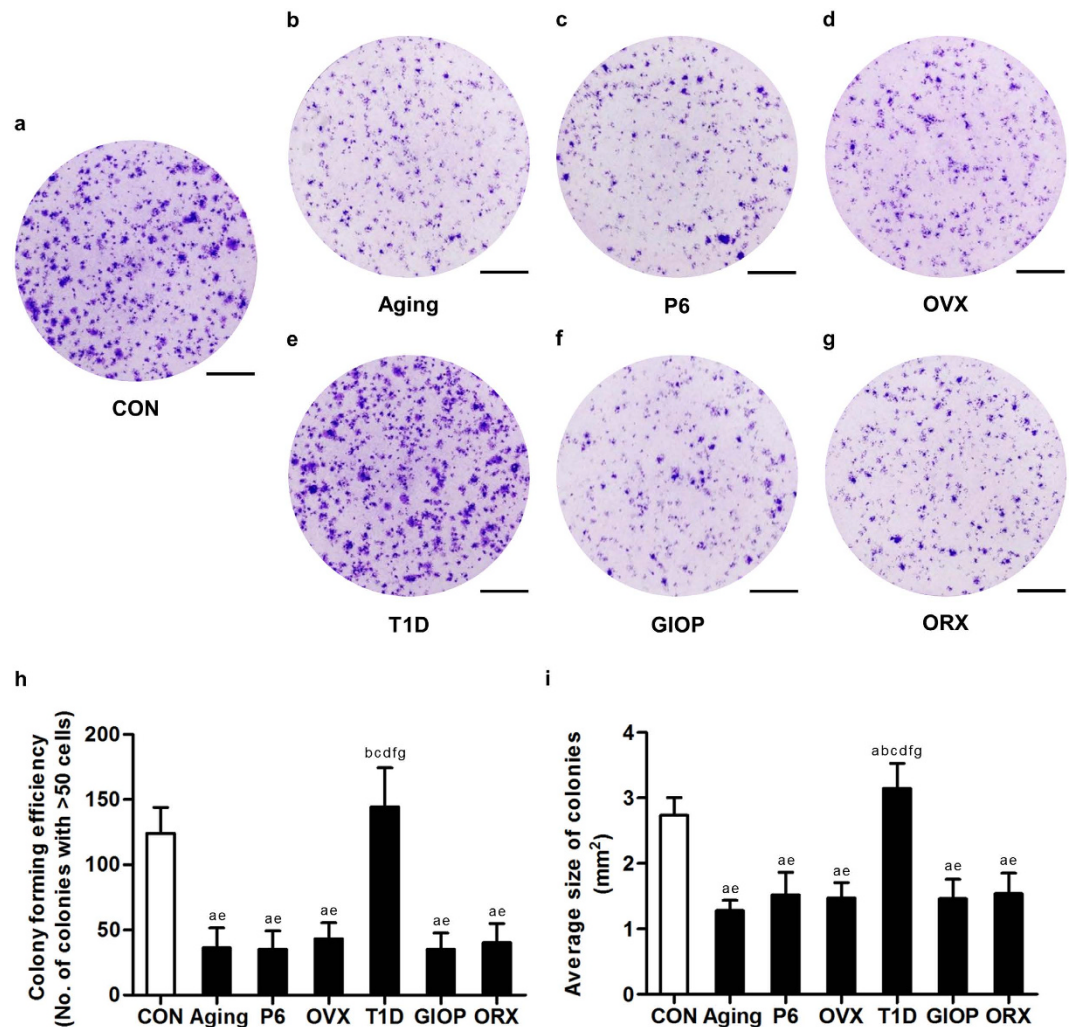 a
CON
b
Aging
c
P6
d
OVX
e
T1D
f
GIOP
g
ORX
h
Colony forming efficiency
(No. of colonies with >50 cells)
200
150
100
50
0
ae
ae
ae
bcdfg
ae
ae
CON Aging P6 OVX T1D GIOP ORX
i
Average size of colonies
(mm²)
4
3
2
1
0
ae
ae
ae
abcdfg
ae
ae
CON Aging P6 OVX T1D GIOP ORX